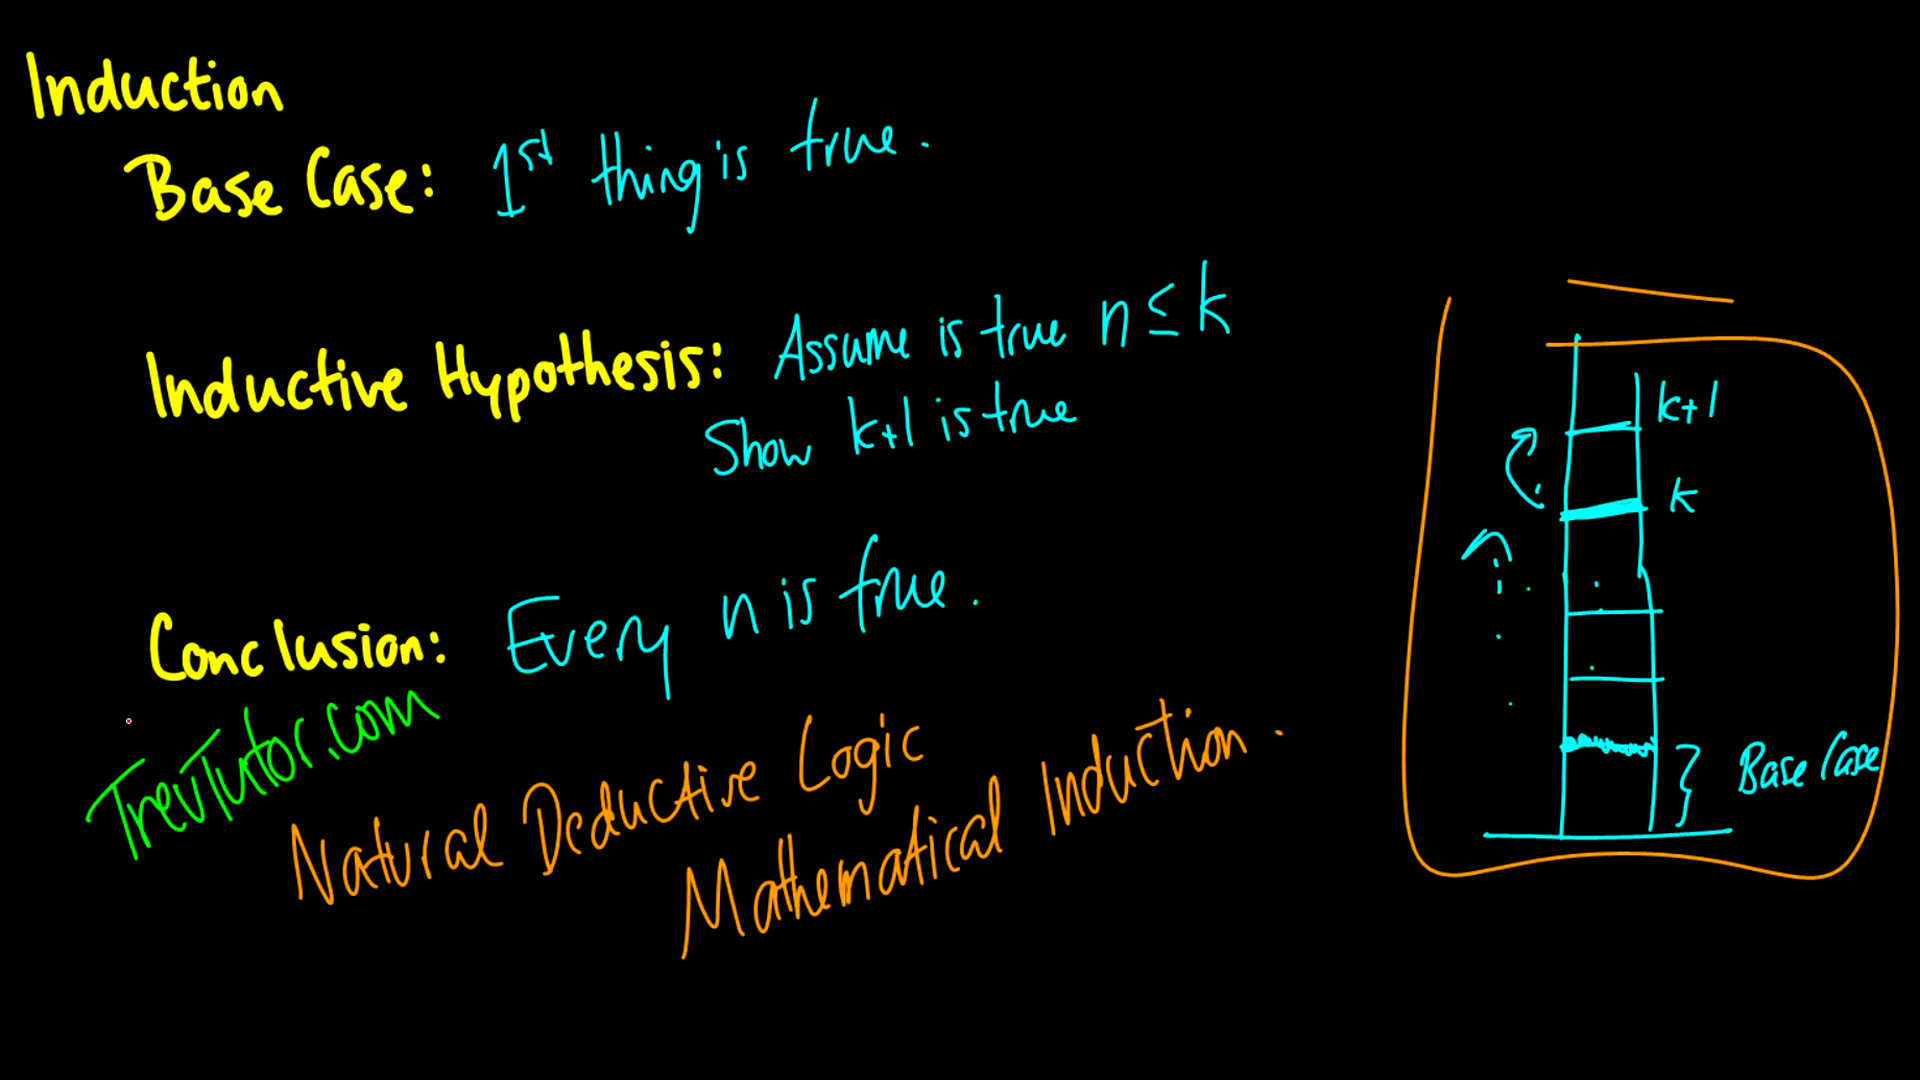 Induction
Base Case: 1st thing is true.
Inductive Hypothesis: Assume is true n ≤ k
Show k+1 is true
Conclusion: Every n is true.
TrevTutor.com
Natural Deductive Logic
Mathematical Induction.
k+1
k
Base Case